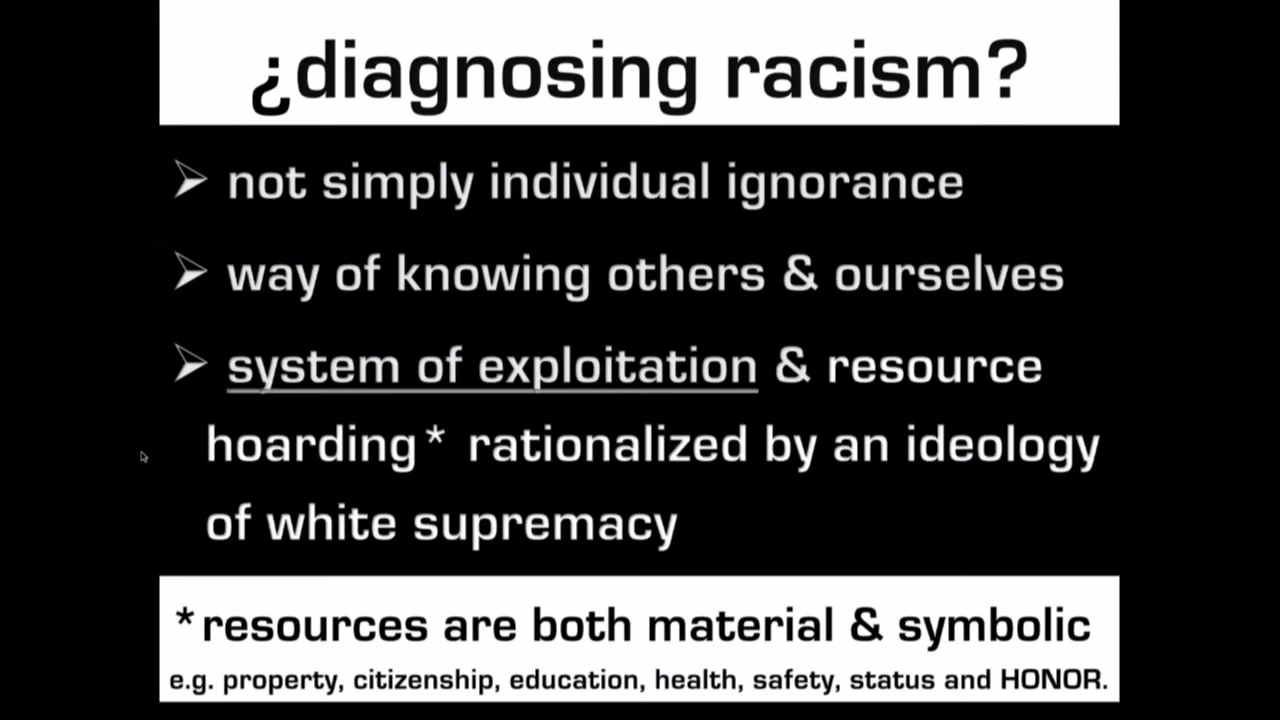 ¿diagnosing racism?
➢ not simply individual ignorance
➢ way of knowing others & ourselves
➢ system of exploitation & resource
hoarding* rationalized by an ideology
of white supremacy
*resources are both material & symbolic
e.g. property, citizenship, education, health, safety, status and HONOR.